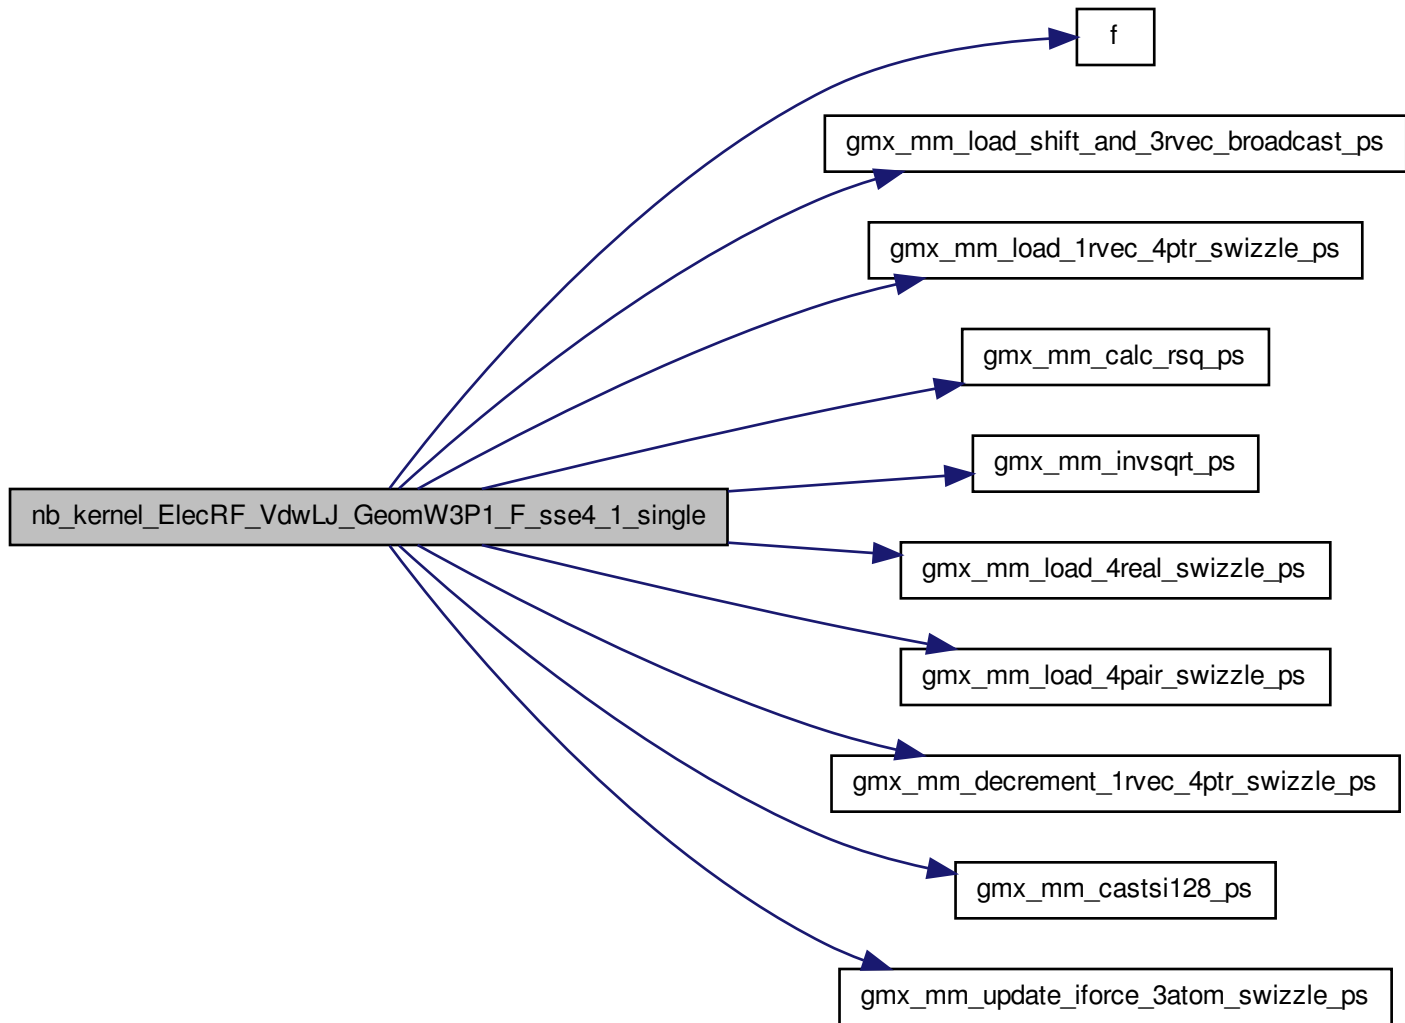 f
gmx_mm_load_shift_and_3rvec_broadcast_ps
gmx_mm_load_1rvec_4ptr_swizzle_ps
gmx_mm_calc_rsq_ps
gmx_mm_invsqrt_ps
nb_kernel_ElecRF_VdwLJ_GeomW3P1_F_sse4_1_single
gmx_mm_load_4real_swizzle_ps
gmx_mm_load_4pair_swizzle_ps
gmx_mm_decrement_1rvec_4ptr_swizzle_ps
gmx_mm_castsi128_ps
gmx_mm_update_iforce_3atom_swizzle_ps